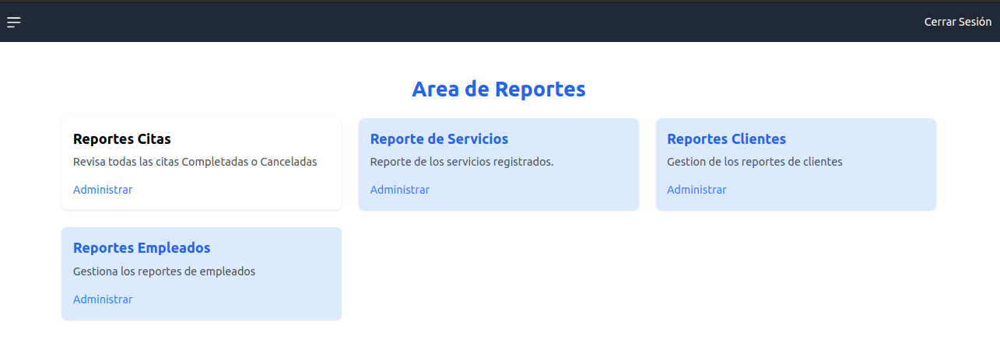 Cerrar Sesión
Area de Reportes
Reportes Citas
Revisa todas las citas Completadas o Canceladas
Administrar
Reporte de Servicios
Reporte de los servicios registrados.
Administrar
Reportes Clientes
Gestion de los reportes de clientes
Administrar
Reportes Empleados
Gestiona los reportes de empleados
Administrar